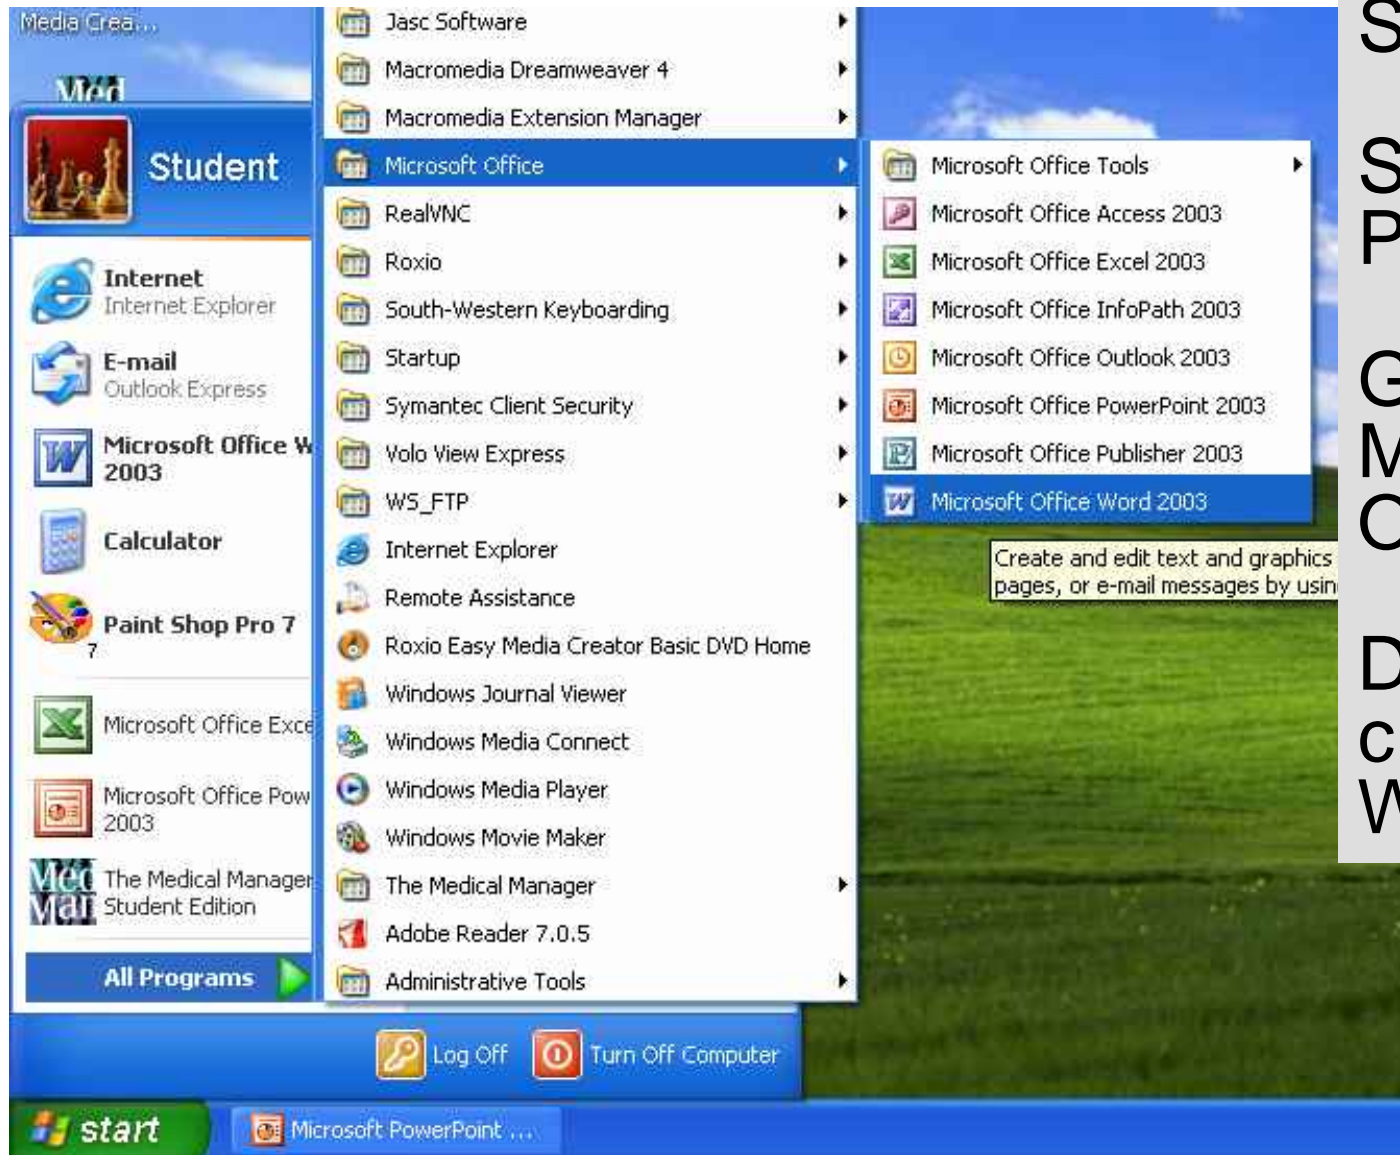 Media Crea...
Med
Student
Internet
Internet Explorer
E-mail
Outlook Express
Microsoft Office W
2003
Calculator
Paint Shop Pro 7
7
Microsoft Office Exce
Microsoft Office Pow
2003
Med
Man
The Medical Manager
Student Edition
All Programs
Jasc Software
Macromedia Dreamweaver 4
Macromedia Extension Manager
Microsoft Office
RealVNC
Roxio
South-Western Keyboarding
Startup
Symantec Client Security
Volo View Express
WS_FTP
Internet Explorer
Remote Assistance
Roxio Easy Media Creator Basic DVD Home
Windows Journal Viewer
Windows Media Connect
Windows Media Player
Windows Movie Maker
The Medical Manager
Adobe Reader 7.0.5
Administrative Tools
Microsoft Office Tools
Microsoft Office Access 2003
Microsoft Office Excel 2003
Microsoft Office InfoPath 2003
Microsoft Office Outlook 2003
Microsoft Office PowerPoint 2003
Microsoft Office Publisher 2003
Microsoft Office Word 2003
Create and edit text and graphics
pages, or e-mail messages by usin
Log Off
Turn Off Computer
start
Microsoft PowerPoint ...
S
S
P
G
M
O
D
c
W